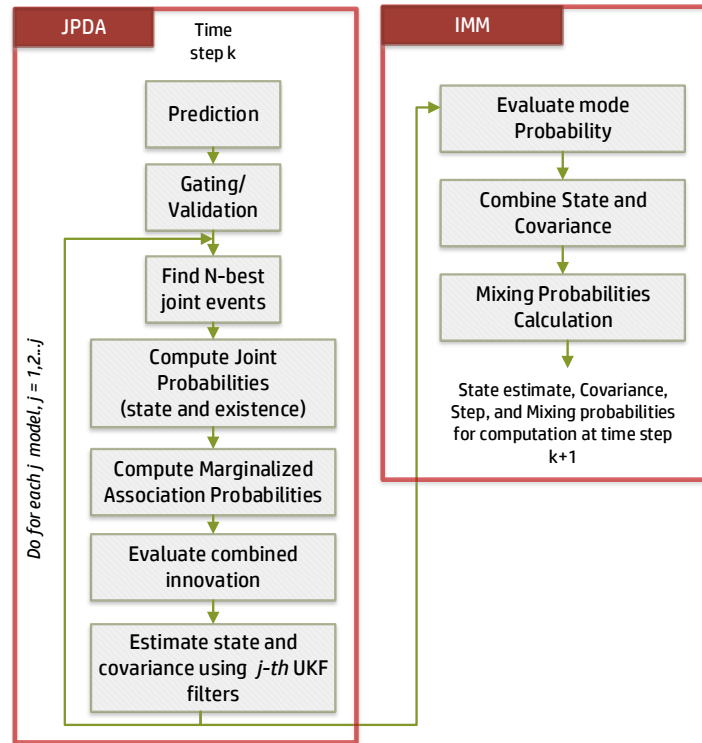 JPDA
Time
step k
Prediction
Gating/
Validation
Find N-best
joint events
Compute Joint
Probabilities
(state and existence)
Compute Marginalized
Association Probabilities
Evaluate combined
innovation
Estimate state and
covariance using j-th UKF
filters
Do for each j model, j = 1,2...j
IMM
Evaluate mode
Probability
Combine State and
Covariance
Mixing Probabilities
Calculation
State estimate, Covariance,
Step, and Mixing probabilities
for computation at time step
k+1